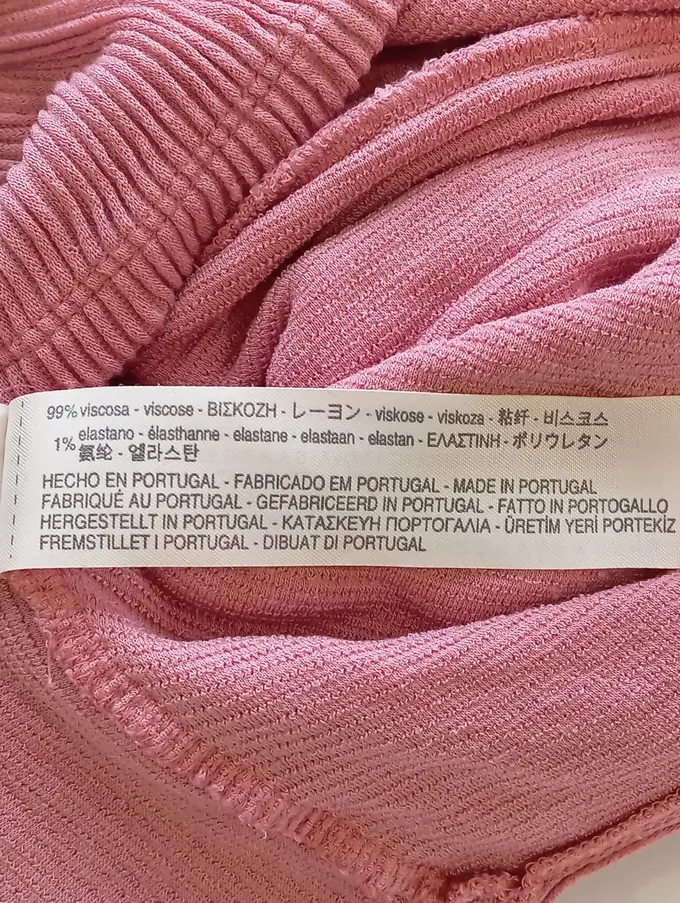 99% viscosa - viscose - ΒΙΣΚΟΖΗ - レーヨン - viskose - viskoza - 粘纤 - 비스코스
1% elastano - élasthanne - elastane - elastaan - elastan - ΕΛΑΣΤΙΝΗ - ポリウレタン
氨纶 - 엘라스탄
HECHO EN PORTUGAL - FABRICADO EM PORTUGAL - MADE IN PORTUGAL
FABRIQUÉ AU PORTUGAL - GEFABRICEERD IN PORTUGAL - FATTO IN PORTOGALLO
HERGESTELLT IN PORTUGAL - ΚΑΤΑΣΚΕΥΗ ΠΟΡΤΟΓΑΛΙΑ - ÜRETİM YERİ PORTEKİZ
FREMSTILLET I PORTUGAL - DIBUAT DI PORTUGAL